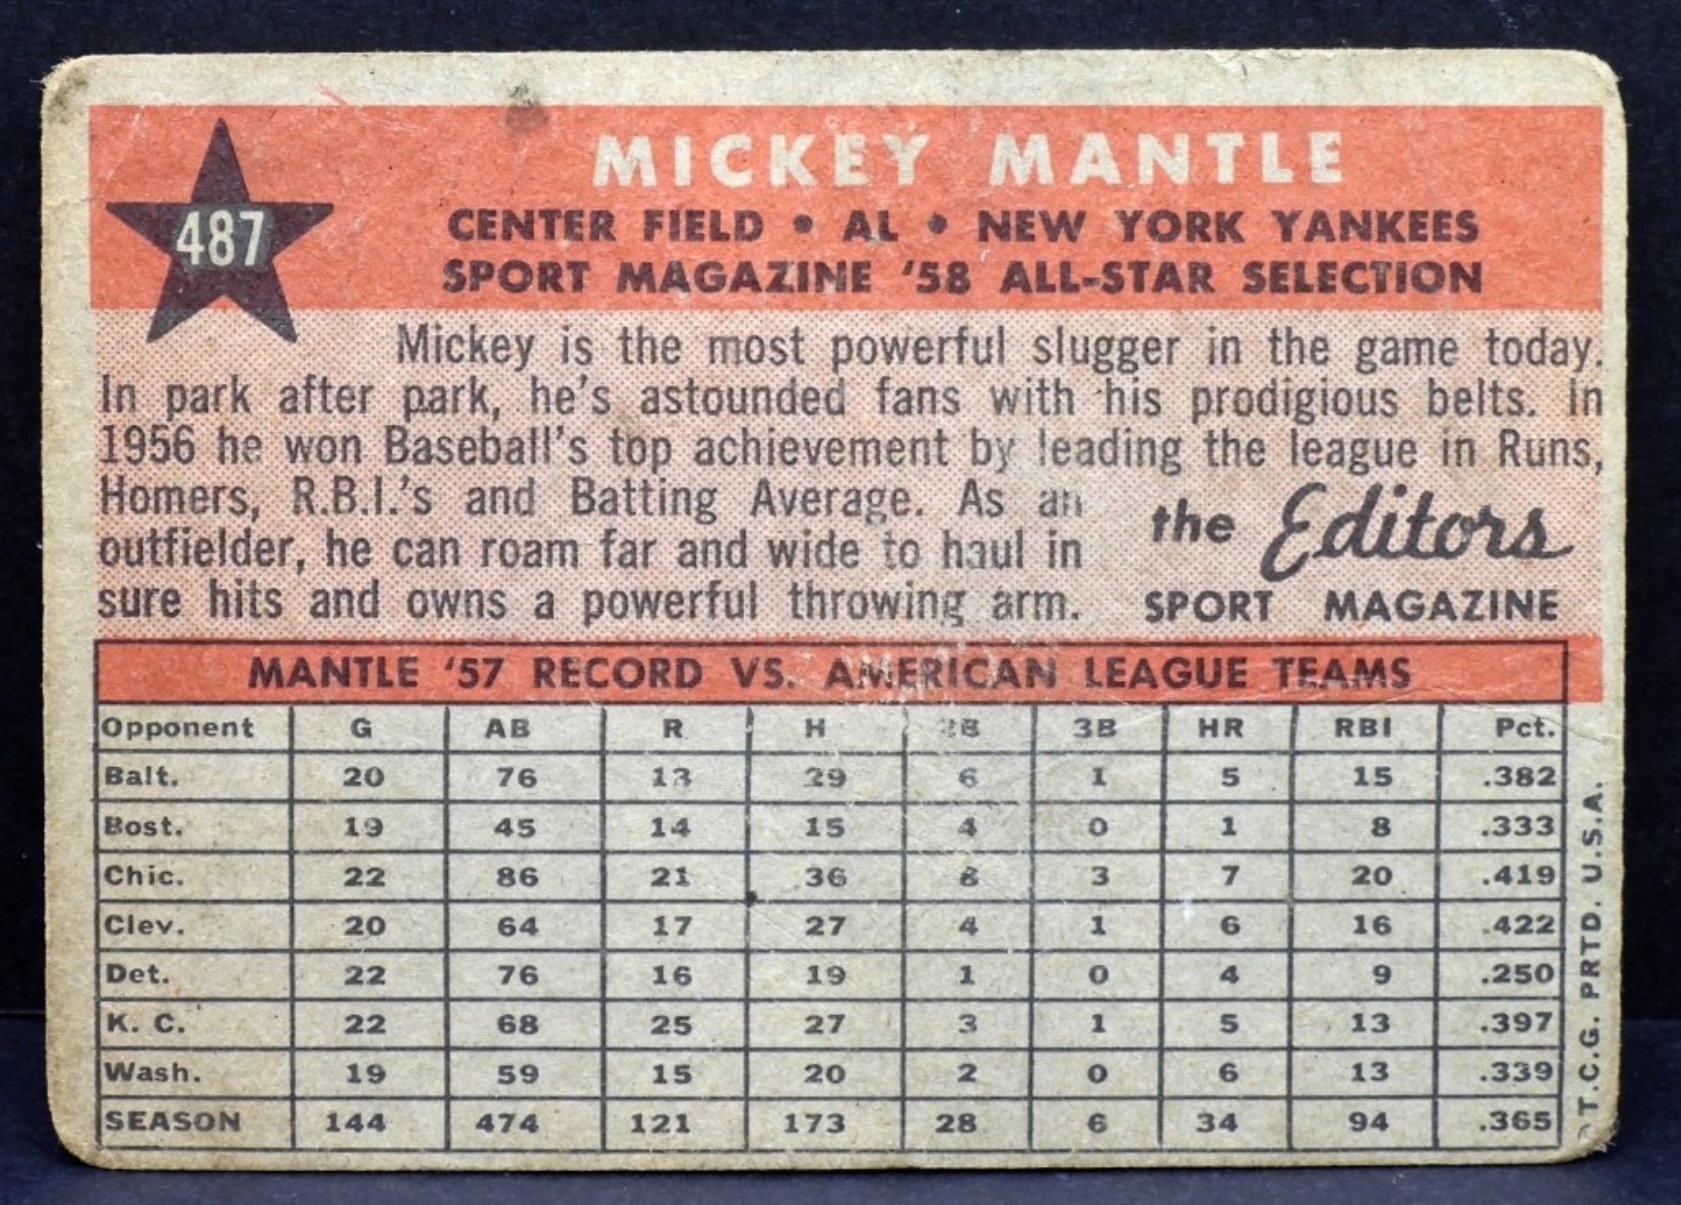 487
MICKEY MANTLE
CENTER FIELD • AL • NEW YORK YANKEES
SPORT MAGAZINE '58 ALL-STAR SELECTION
Mickey is the most powerful slugger in the game today.
In park after park, he's astounded fans with his prodigious belts. In
1956 he won Baseball's top achievement by leading the league in Runs,
Homers, R.B.I.'s and Batting Average. As an
outfielder, he can roam far and wide to haul in
sure hits and owns a powerful throwing arm.
the Editors
SPORT MAGAZINE
MANTLE '57 RECORD VS. AMERICAN LEAGUE TEAMS
Opponent G AB R H 2B 3B HR RBI Pct.
Balt. 20 76 13 29 6 1 5 15 .382
Bost. 19 45 14 15 4 0 1 8 .333
Chic. 22 86 21 36 8 3 7 20 .419
Clev. 20 64 17 27 4 1 6 16 .422
Det. 22 76 16 19 1 0 4 9 .250
K. C. 22 68 25 27 3 1 5 13 .397
Wash. 19 59 15 20 2 0 6 13 .339
SEASON 144 474 121 173 28 6 34 94 .365
© T.C.G. PRTD. U.S.A.